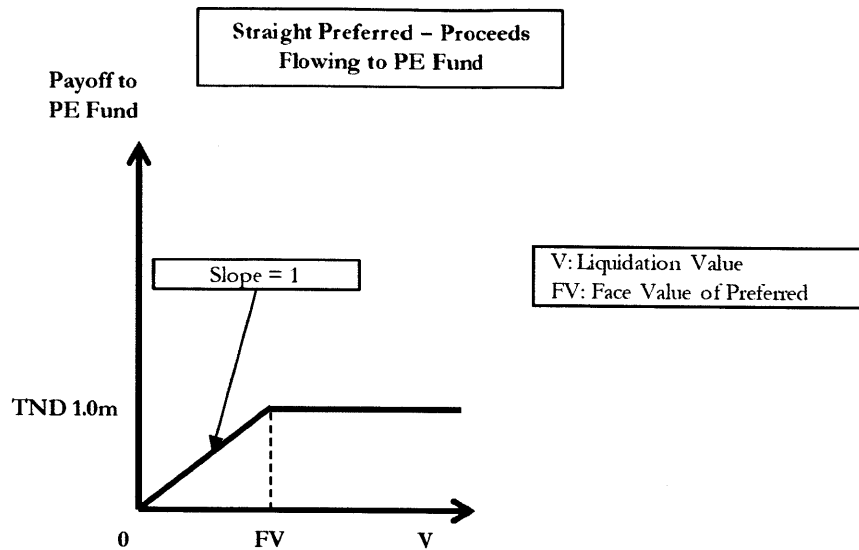 Straight Preferred – Proceeds
Flowing to PE Fund
Payoff to
PE Fund
Slope = 1
V: Liquidation Value
FV: Face Value of Preferred
TND 1.0m
0
FV
V